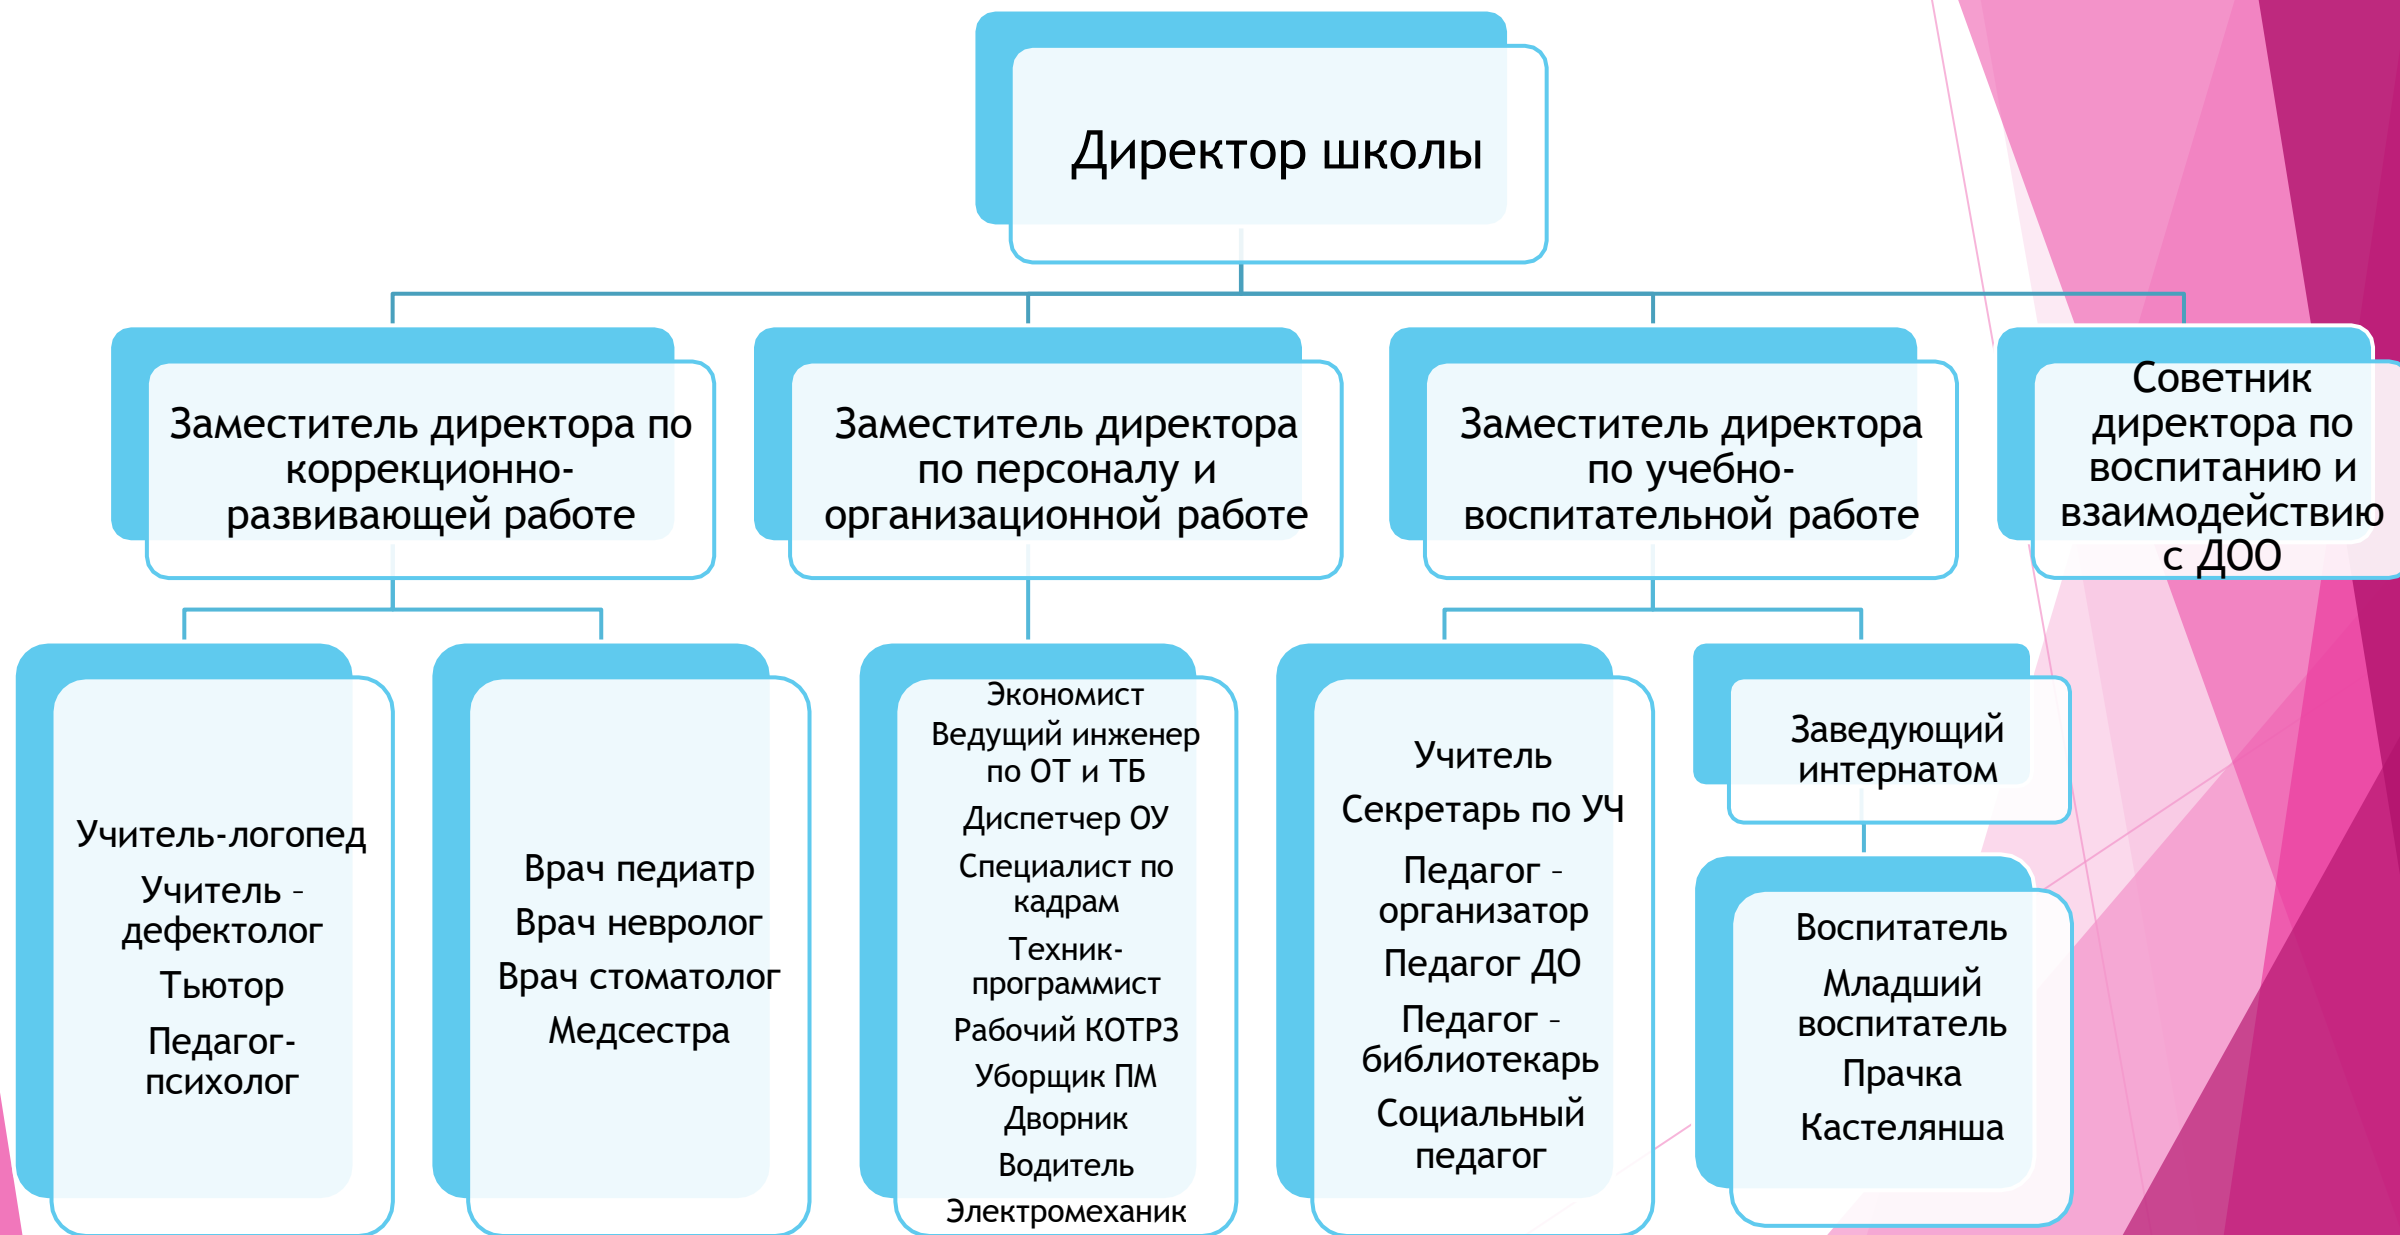 Директор школы
Заместитель директора по
коррекционно-
развивающей работе
Заместитель директора
по персоналу и
организационной работе
Заместитель директора
по учебно-
воспитательной работе
Советник
директора по
воспитанию и
взаимодействию
с ДОО
Учитель-логопед
Учитель –
дефектолог
Тьютор
Педагог-
психолог
Врач педиатр
Врач невролог
Врач стоматолог
Медсестра
Экономист
Ведущий инженер
по ОТ и ТБ
Диспетчер ОУ
Специалист по
кадрам
Техник-
программист
Рабочий КОТРЗ
Уборщик ПМ
Дворник
Водитель
Электромеханик
Учитель
Секретарь по УЧ
Педагог –
организатор
Педагог ДО
Педагог –
библиотекарь
Социальный
педагог
Заведующий
интернатом
Воспитатель
Младший
воспитатель
Прачка
Кастелянша